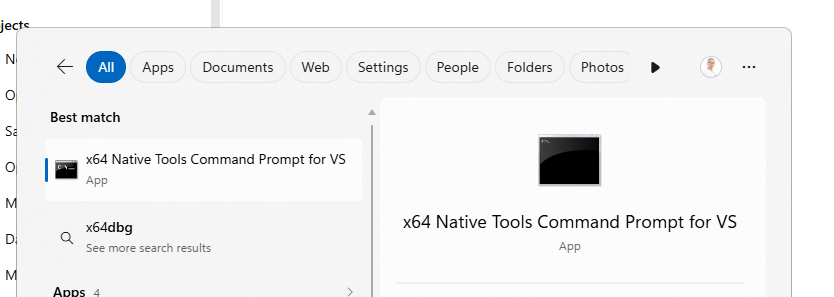 jects
All Apps Documents Web Settings People Folders Photos
Best match
x64 Native Tools Command Prompt for VS
App
x64dbg
See more search results
Apps 4
x64 Native Tools Command Prompt for VS
App